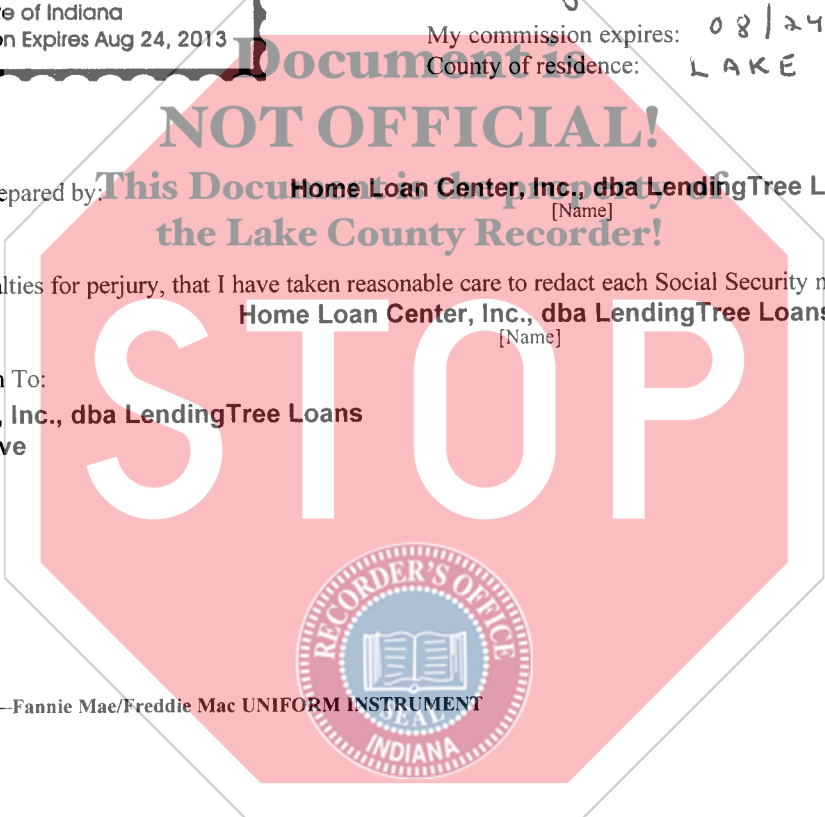 e of Indiana
n Expires Aug 24, 2013
My commission expires: 08/24
County of residence: LAKE
Document is
NOT OFFICIAL!
This Document is the property of
the Lake County Recorder!
epared by: Home Loan Center, Inc., dba LendingTree L
[Name]
lties for perjury, that I have taken reasonable care to redact each Social Security n
Home Loan Center, Inc., dba LendingTree Loans
[Name]
STOP
n To:
, Inc., dba LendingTree Loans
ve
RECORDER'S OFFICE
SEAL
INDIANA
—Fannie Mae/Freddie Mac UNIFORM INSTRUMENT